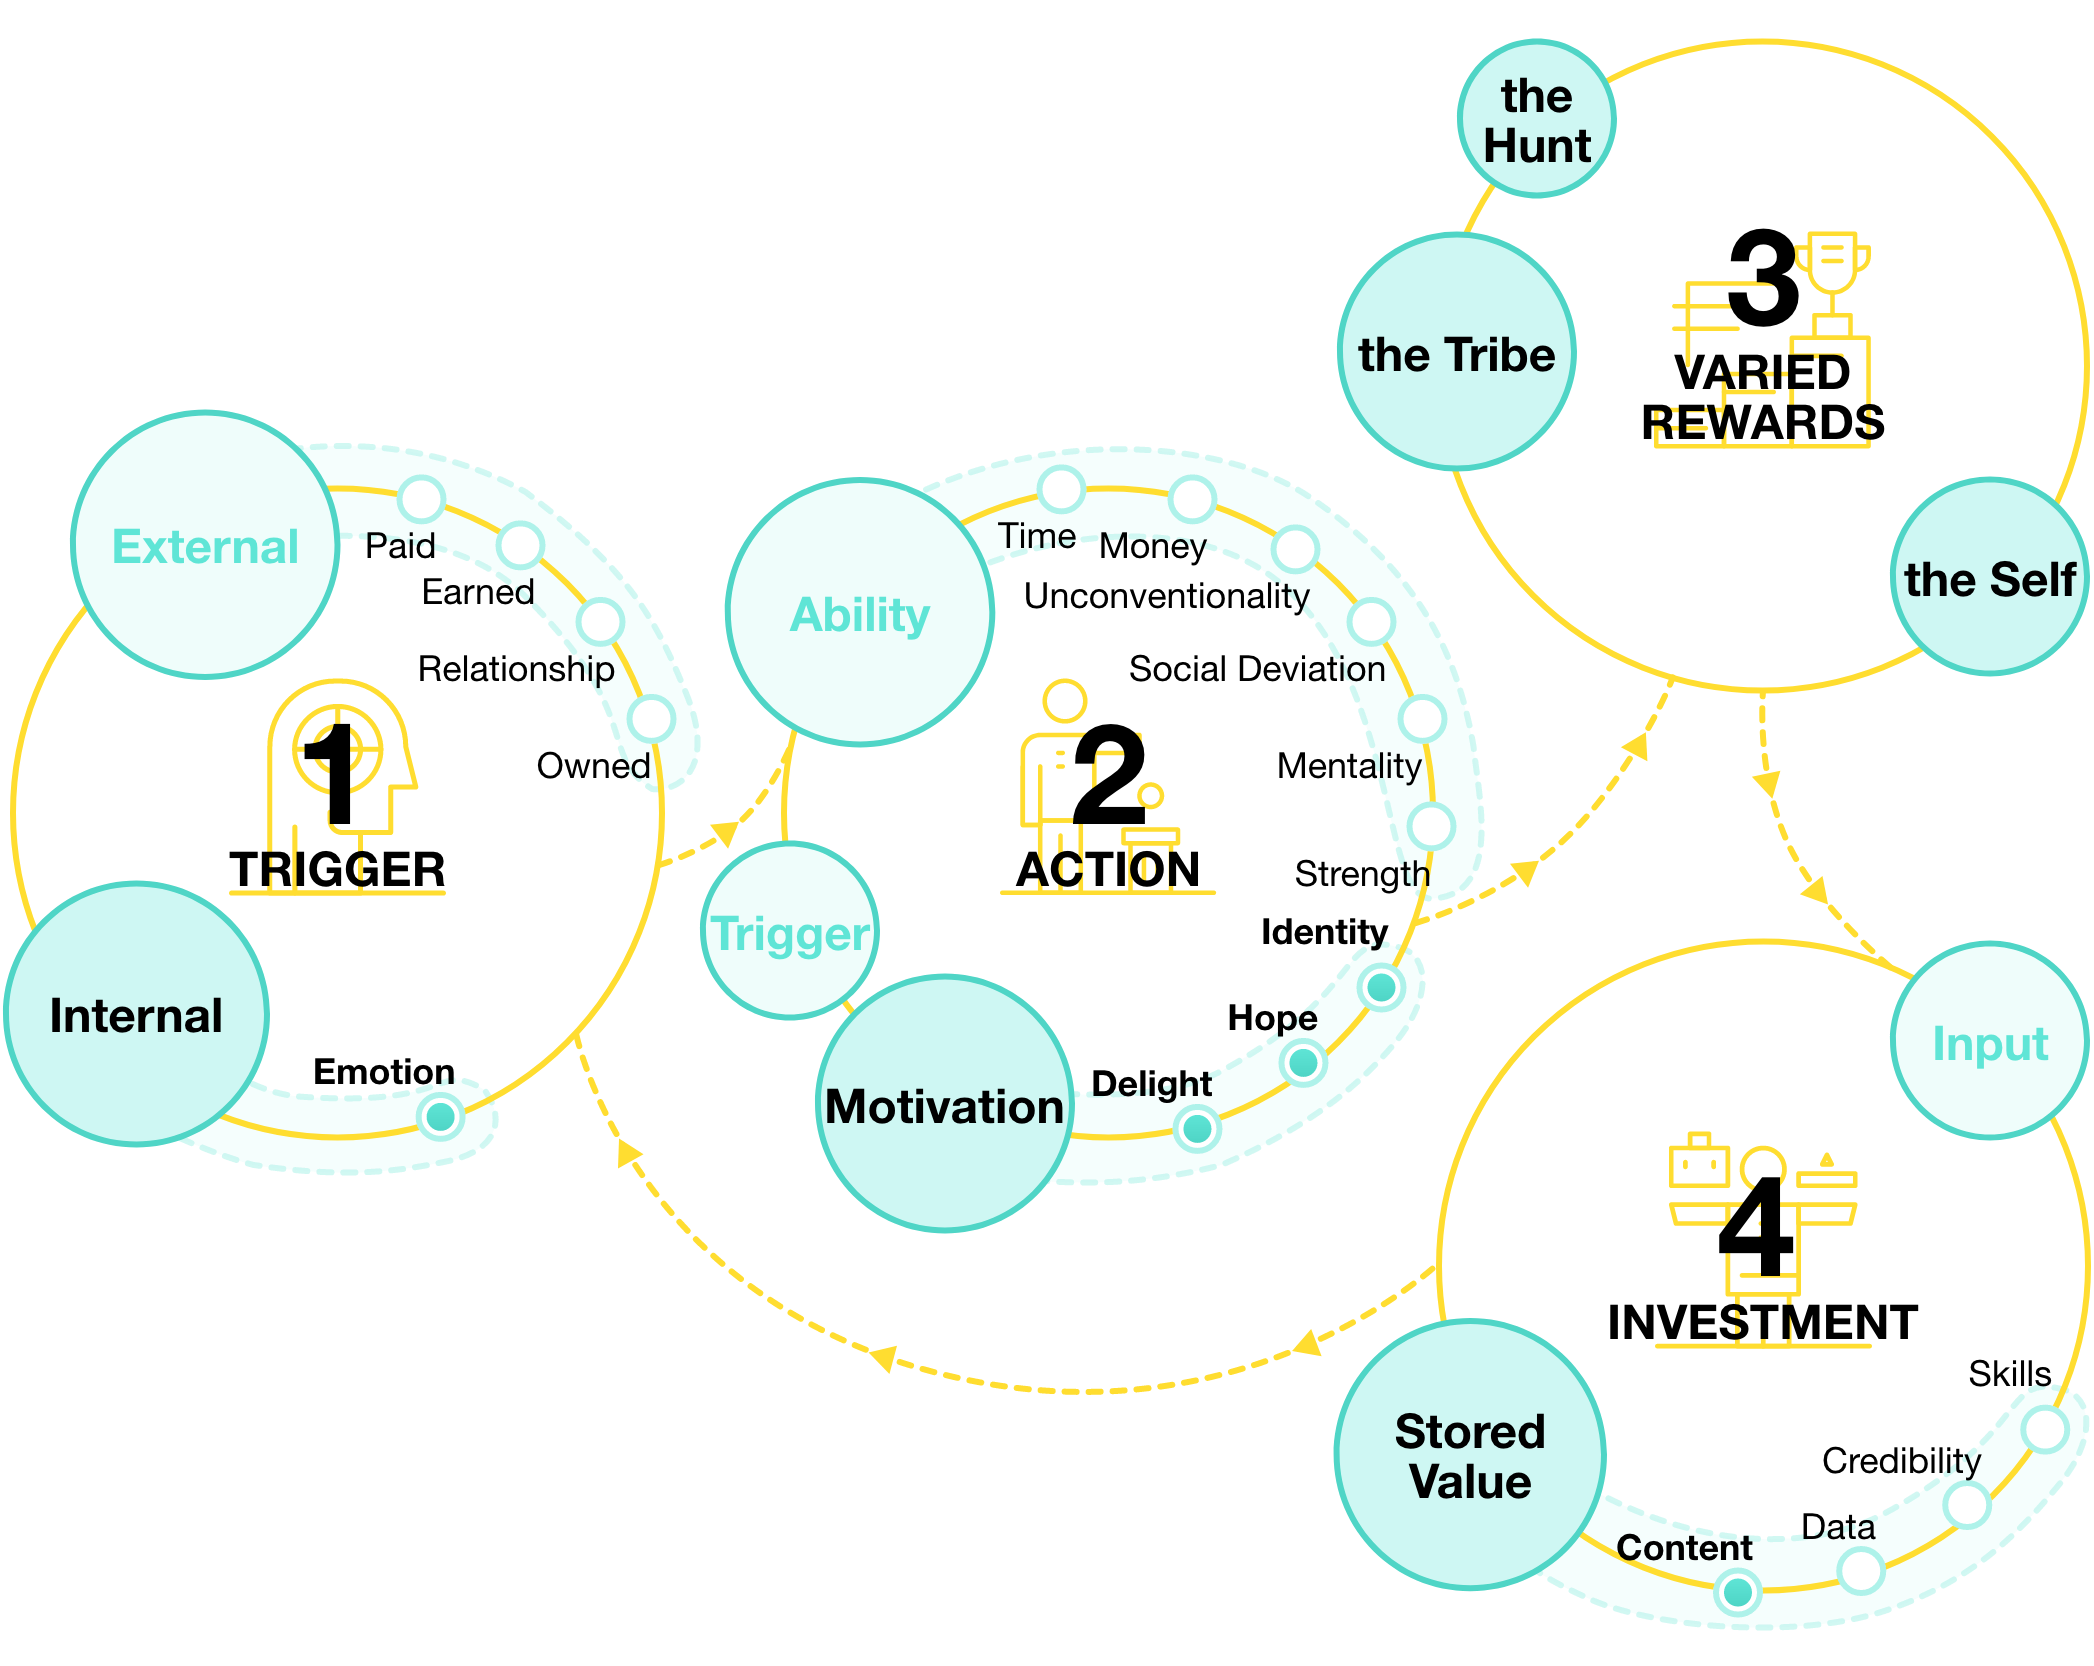 External
Paid
Earned
Relationship
Owned
1
TRIGGER
Internal
Emotion
Ability
Time
Money
Unconventionality
Social Deviation
Mentality
Strength
2
ACTION
Trigger
Motivation
Identity
Hope
Delight
the
Hunt
the Tribe
3
VARIED
REWARDS
the Self
Input
4
INVESTMENT
Stored
Value
Skills
Credibility
Data
Content